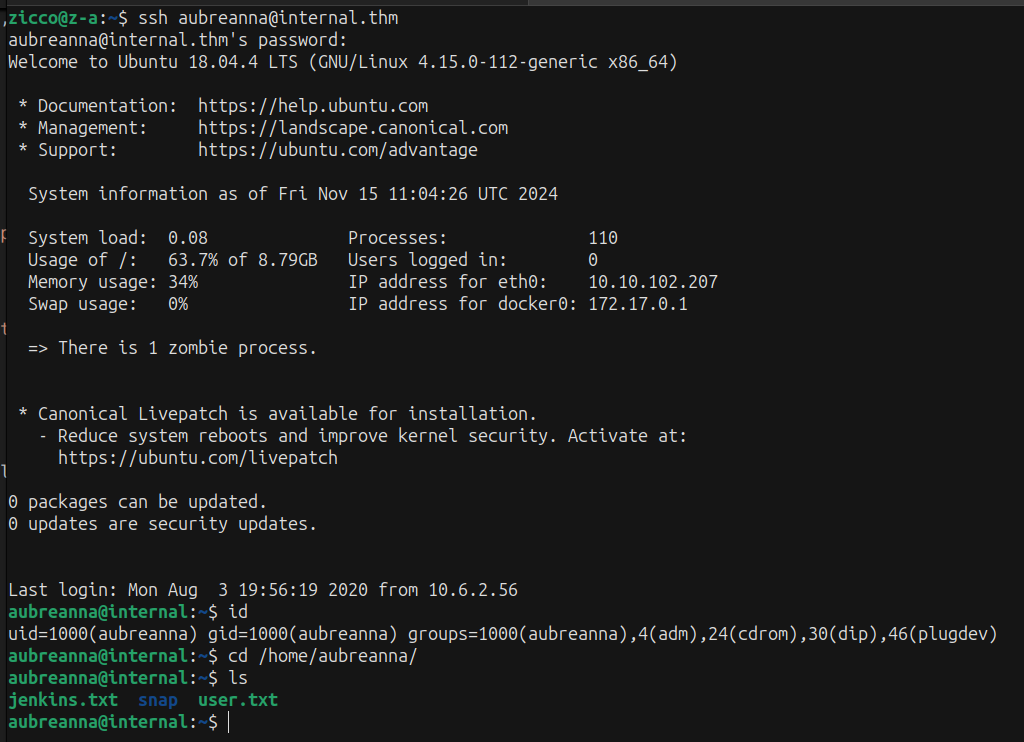 zicco@z-a:~$ ssh aubreanna@internal.thm
aubreanna@internal.thm's password:
Welcome to Ubuntu 18.04.4 LTS (GNU/Linux 4.15.0-112-generic x86_64)
* Documentation:  https://help.ubuntu.com
* Management:     https://landscape.canonical.com
* Support:        https://ubuntu.com/advantage
System information as of Fri Nov 15 11:04:26 UTC 2024
System load:  0.08              Processes:              110
Usage of /:   63.7% of 8.79GB   Users logged in:        0
Memory usage: 34%               IP address for eth0:    10.10.102.207
Swap usage:   0%                IP address for docker0: 172.17.0.1
=> There is 1 zombie process.
* Canonical Livepatch is available for installation.
- Reduce system reboots and improve kernel security. Activate at:
https://ubuntu.com/livepatch
0 packages can be updated.
0 updates are security updates.
Last login: Mon Aug  3 19:56:19 2020 from 10.6.2.56
aubreanna@internal:~$ id
uid=1000(aubreanna) gid=1000(aubreanna) groups=1000(aubreanna),4(adm),24(cdrom),30(dip),46(plugdev)
aubreanna@internal:~$ cd /home/aubreanna/
aubreanna@internal:~$ ls
jenkins.txt  snap  user.txt
aubreanna@internal:~$